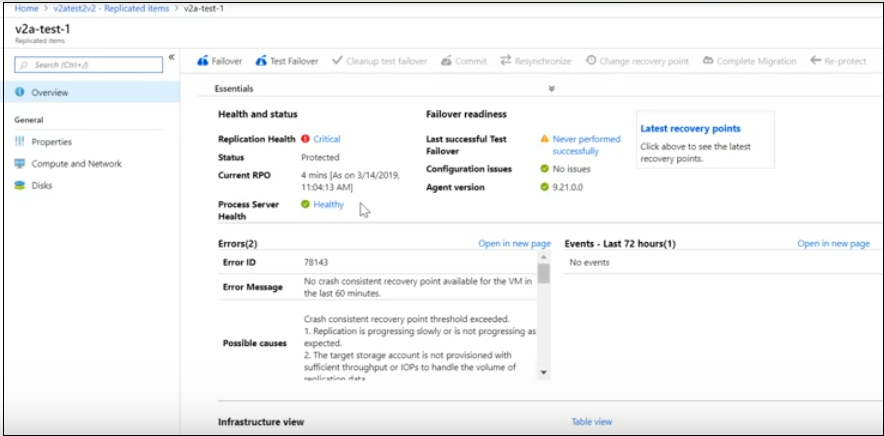 Home > v2atest2v2 - Replicated items > v2a-test-1
v2a-test-1
Replicated items
Search (Ctrl+/)
«
Overview
General
Properties
Compute and Network
Disks
Failover Test Failover Cleanup test failover Commit Resynchronize Change recovery point Complete Migration Re-protect
Essentials
Health and status
Replication Health Critical
Status Protected
Current RPO 4 mins [As on 3/14/2019,
11:04:13 AM]
Process Server Healthy
Health
Failover readiness
Last successful Test Never performed
Failover successfully
Configuration issues No issues
Agent version 9.21.0.0
Latest recovery points
Click above to see the latest
recovery points.
Errors(2) Open in new page
Error ID 78143
Error Message No crash consistent recovery point available for the VM in
the last 60 minutes.
Possible causes Crash consistent recovery point threshold exceeded.
1. Replication is progressing slowly or is not progressing as
expected.
2. The target storage account is not provisioned with
sufficient throughput or IOPs to handle the volume of
replication data
Events - Last 72 hours(1) Open in new page
No events
Infrastructure view Table view